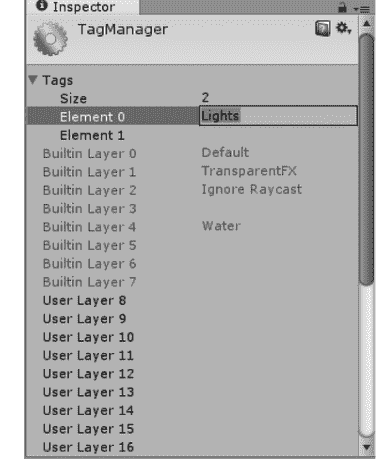 Inspector
TagManager
Tags
Size 2
Element 0 Lights
Element 1
Builtin Layer 0 Default
Builtin Layer 1 TransparentFX
Builtin Layer 2 Ignore Raycast
Builtin Layer 3
Builtin Layer 4 Water
Builtin Layer 5
Builtin Layer 6
Builtin Layer 7
User Layer 8
User Layer 9
User Layer 10
User Layer 11
User Layer 12
User Layer 13
User Layer 14
User Layer 15
User Layer 16